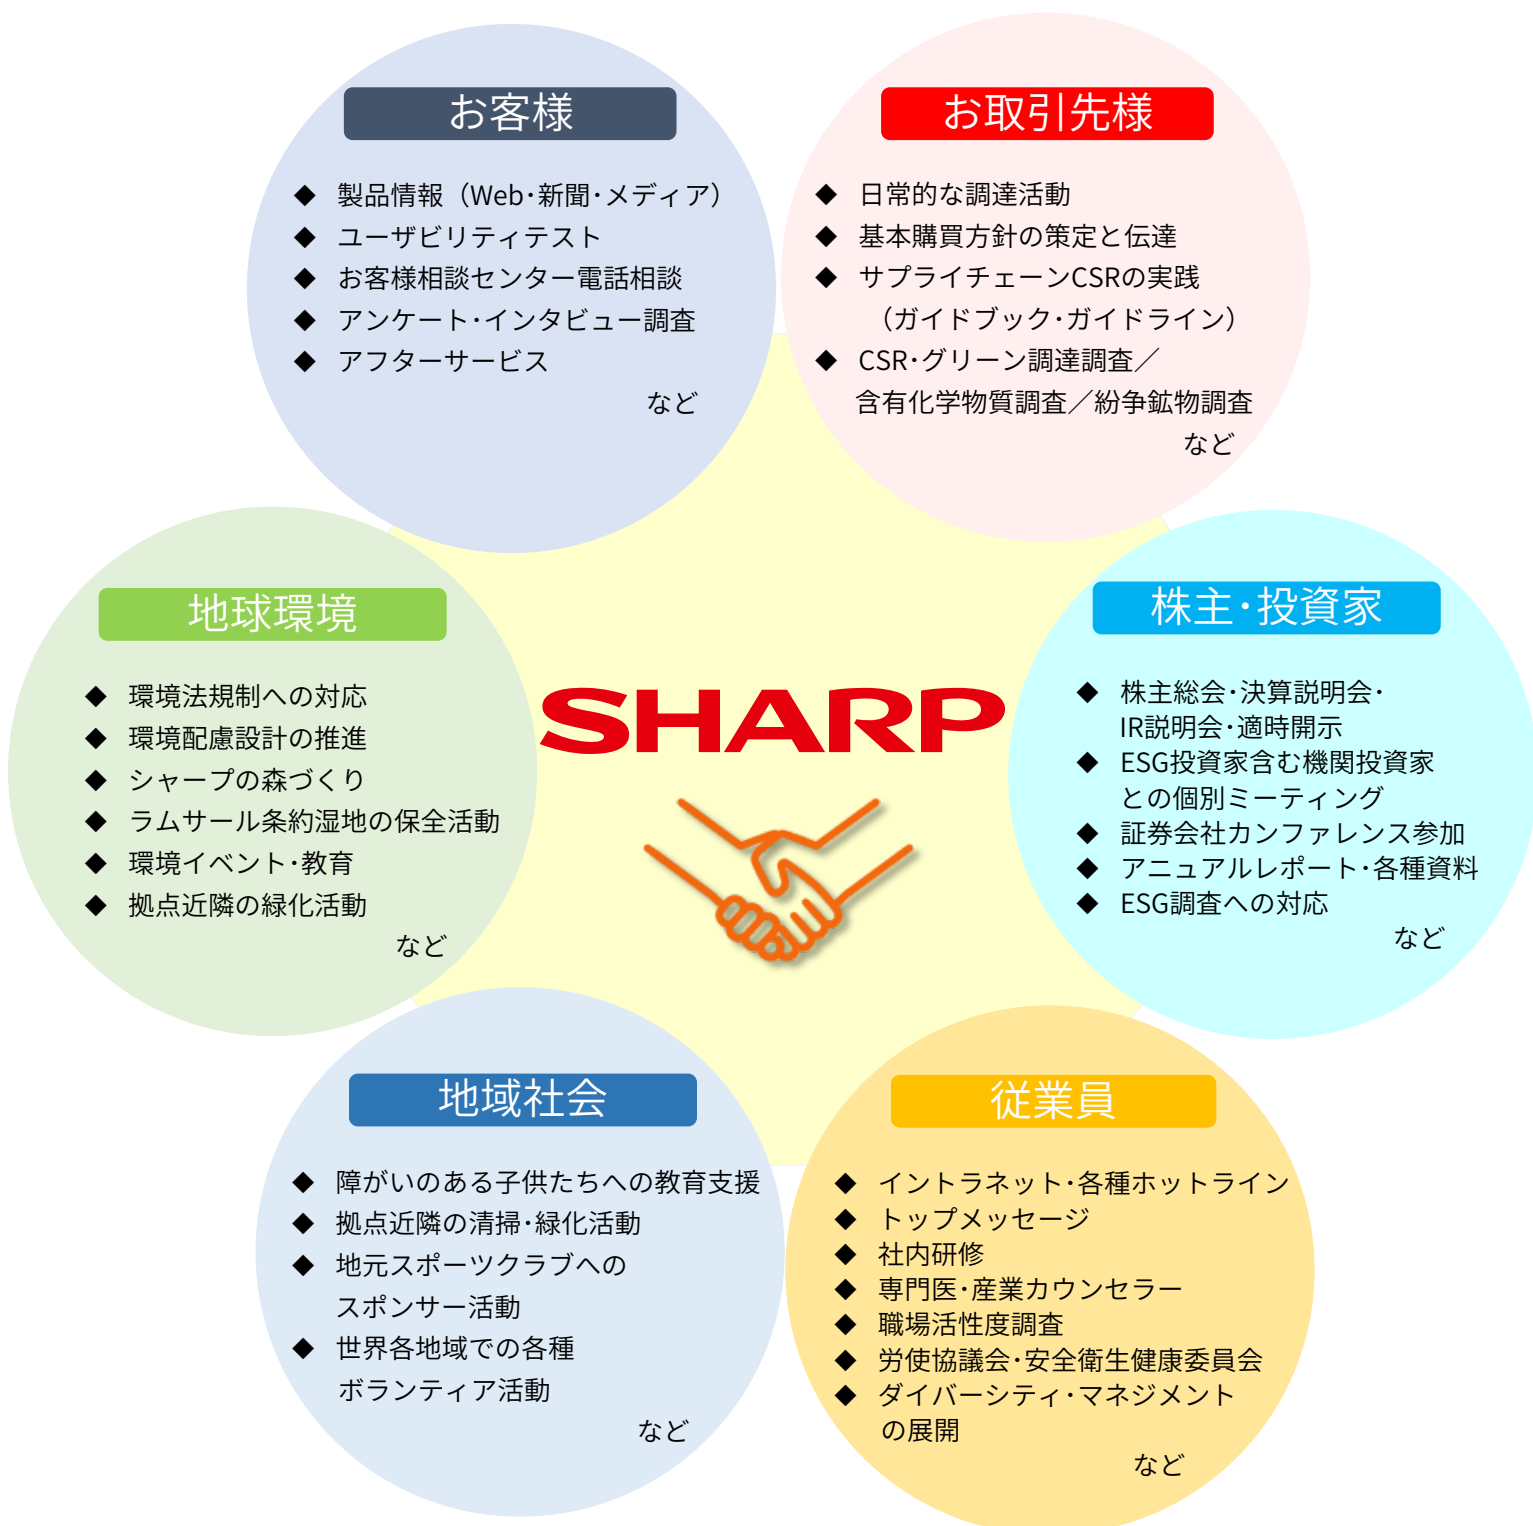 お客様
◆ 製品情報（Web･新聞･メディア）
◆ ユーザビリティテスト
◆ お客様相談センター電話相談
◆ アンケート･インタビュー調査
◆ アフターサービス
など
お取引先様
◆ 日常的な調達活動
◆ 基本購買方針の策定と伝達
◆ サプライチェーンCSRの実践
（ガイドブック･ガイドライン）
◆ CSR･グリーン調達調査／
含有化学物質調査／紛争鉱物調査
など
地球環境
◆ 環境法規制への対応
◆ 環境配慮設計の推進
◆ シャープの森づくり
◆ ラムサール条約湿地の保全活動
◆ 環境イベント･教育
◆ 拠点近隣の緑化活動
など
SHARP
株主･投資家
◆ 株主総会･決算説明会･
IR説明会･適時開示
◆ ESG投資家含む機関投資家
との個別ミーティング
◆ 証券会社カンファレンス参加
◆ アニュアルレポート･各種資料
◆ ESG調査への対応
など
地域社会
◆ 障がいのある子供たちへの教育支援
◆ 拠点近隣の清掃･緑化活動
◆ 地元スポーツクラブへの
スポンサー活動
◆ 世界各地域での各種
ボランティア活動
など
従業員
◆ イントラネット･各種ホットライン
◆ トップメッセージ
◆ 社内研修
◆ 専門医･産業カウンセラー
◆ 職場活性度調査
◆ 労使協議会･安全衛生健康委員会
◆ ダイバーシティ･マネジメント
の展開
など